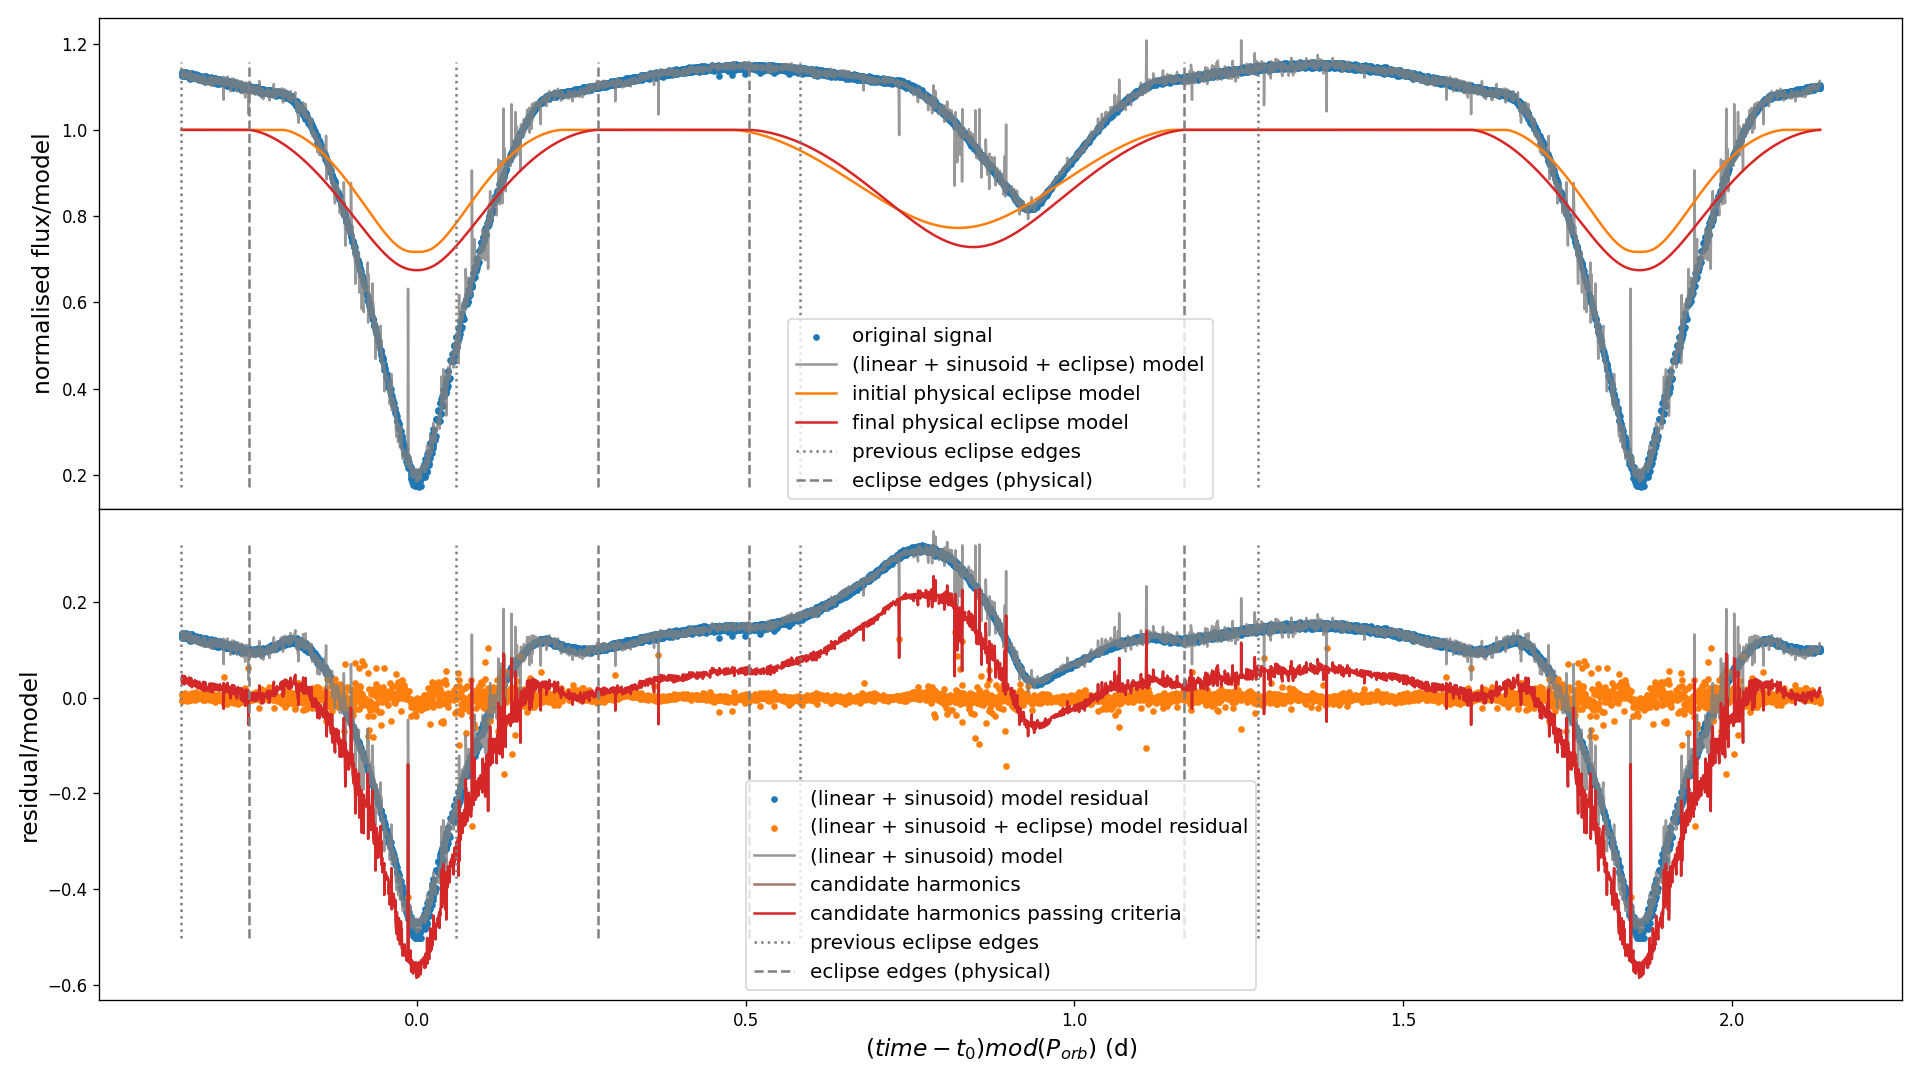 1.2
1.0
0.8
0.6
0.4
0.2
normalised flux/model
original signal
(linear + sinusoid + eclipse) model
initial physical eclipse model
final physical eclipse model
previous eclipse edges
eclipse edges (physical)
0.2
0.0
−0.2
−0.4
−0.6
residual/model
(linear + sinusoid) model residual
(linear + sinusoid + eclipse) model residual
(linear + sinusoid) model
candidate harmonics
candidate harmonics passing criteria
previous eclipse edges
eclipse edges (physical)
0.0 0.5 1.0 1.5 2.0
(time − t₀)mod(P_orb) (d)